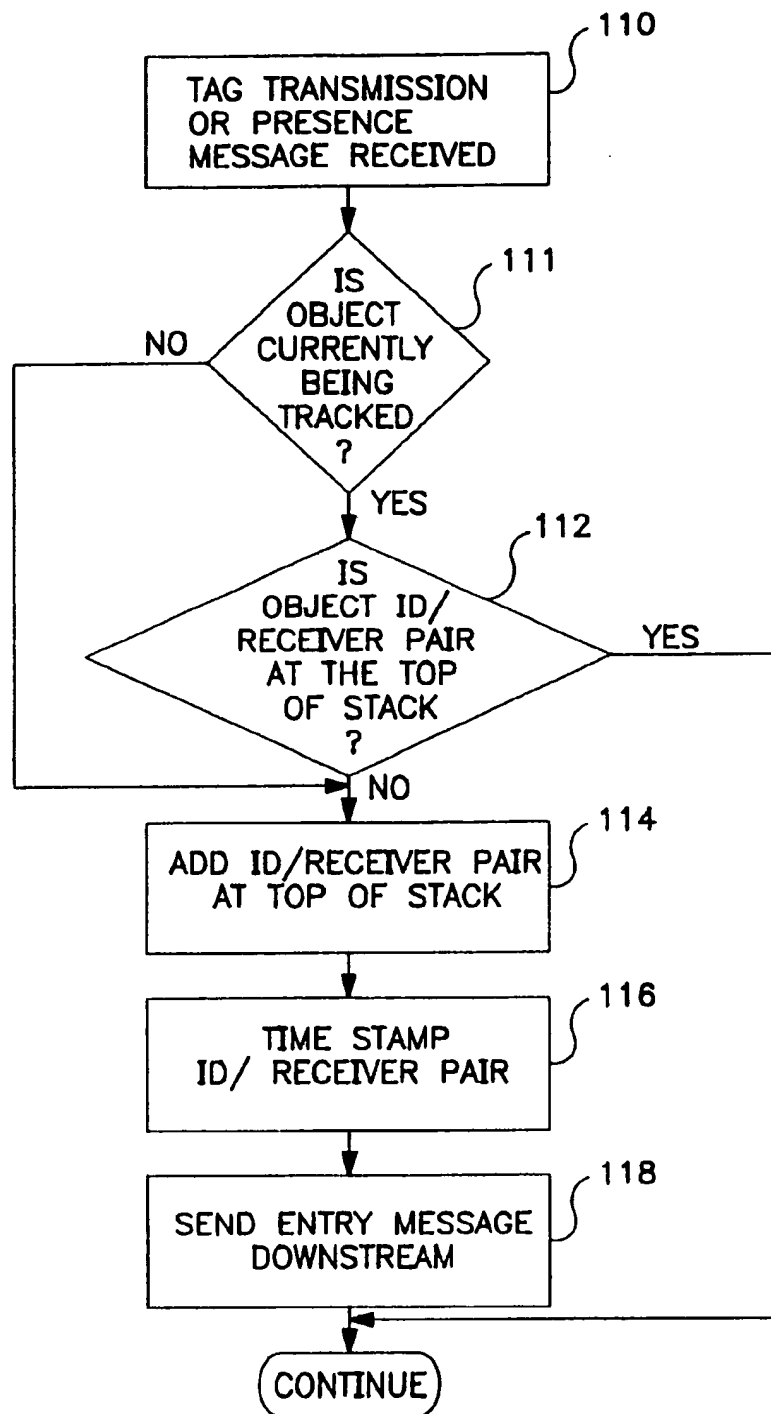 110
TAG TRANSMISSION
OR PRESENCE
MESSAGE RECEIVED
111
IS
OBJECT
CURRENTLY
BEING
TRACKED
?
NO
YES
112
IS
OBJECT ID/
RECEIVER PAIR
AT THE TOP
OF STACK
?
YES
NO
114
ADD ID/RECEIVER PAIR
AT TOP OF STACK
116
TIME STAMP
ID/ RECEIVER PAIR
118
SEND ENTRY MESSAGE
DOWNSTREAM
CONTINUE